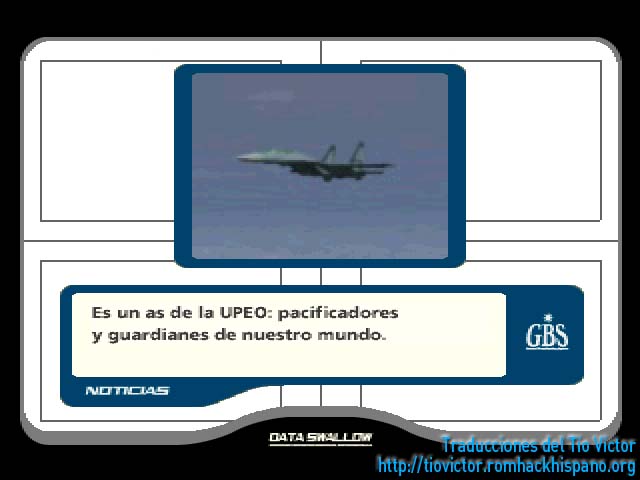 Es un as de la UPEO: pacificadores
y guardianes de nuestro mundo.
GBS
NOTICIAS
DATA SWALLOW
Traducciones del Tio Victor
http://tiovictor.romhackhispano.org